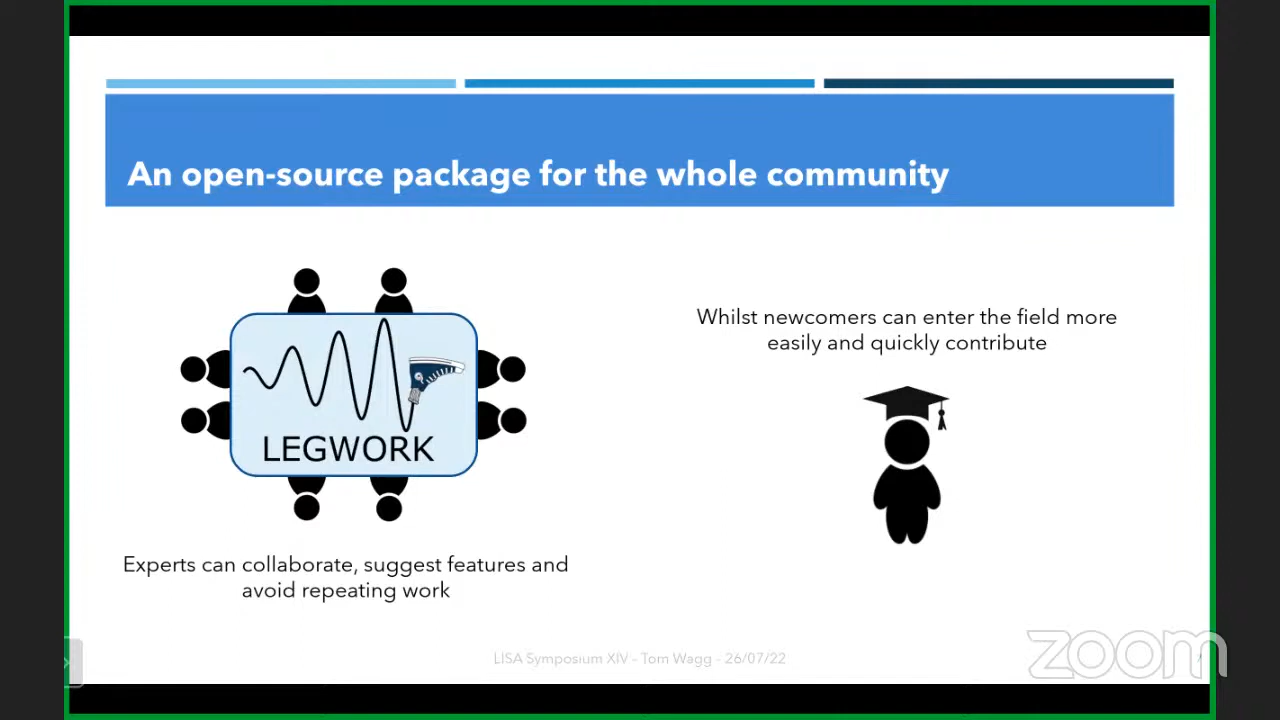 An open-source package for the whole community
LEGWORK
Experts can collaborate, suggest features and
avoid repeating work
Whilst newcomers can enter the field more
easily and quickly contribute
LISA Symposium XIV – Tom Wagg – 26/07/22
zoom